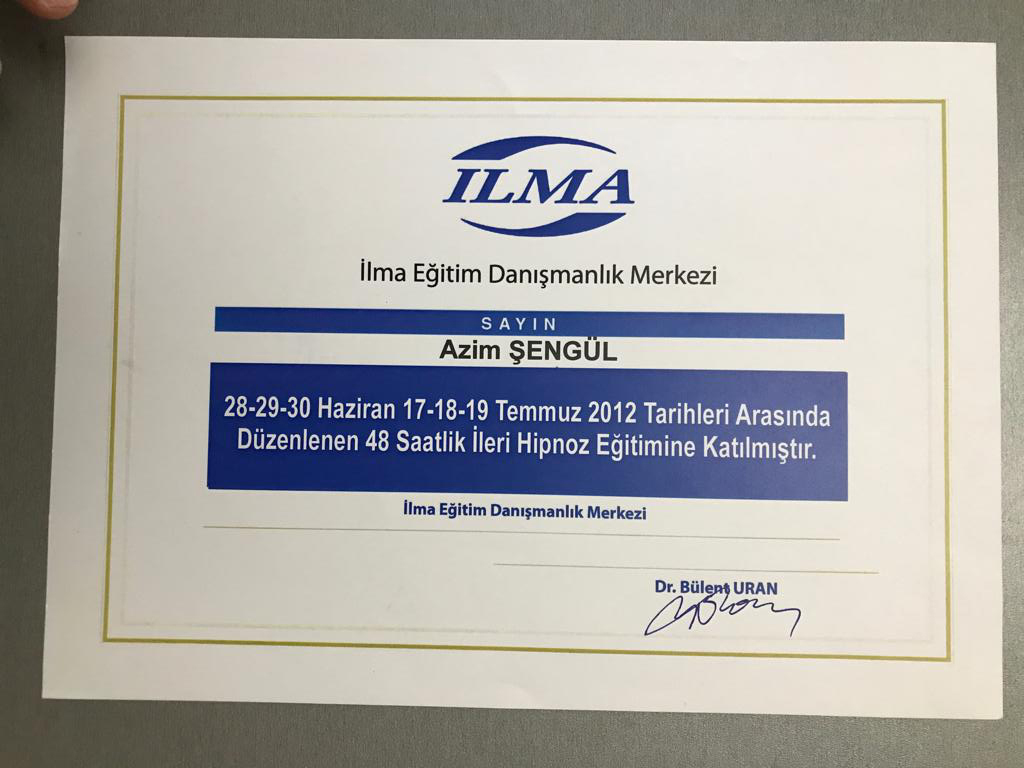 ILMA
İlma Eğitim Danışmanlık Merkezi
SAYIN
Azim ŞENGÜL
28-29-30 Haziran 17-18-19 Temmuz 2012 Tarihleri Arasında
Düzenlenen 48 Saatlik İleri Hipnoz Eğitimine Katılmıştır.
İlma Eğitim Danışmanlık Merkezi
Dr. Bülent URAN